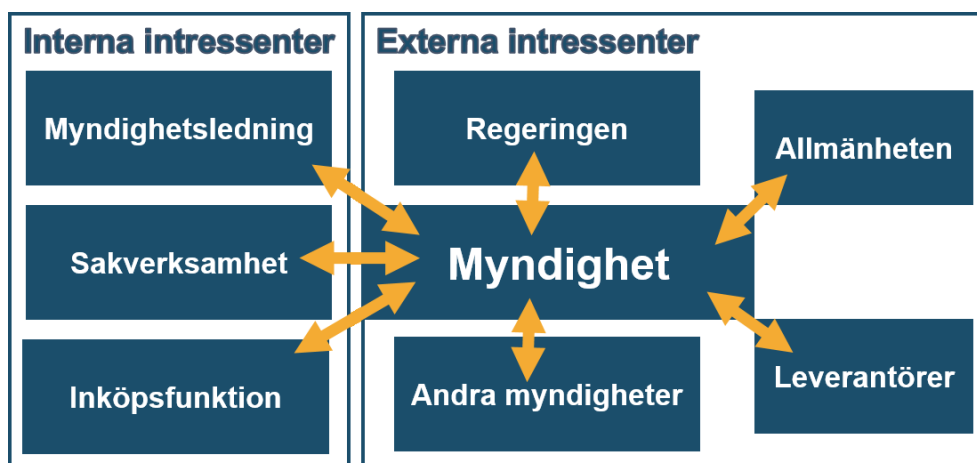 Interna intressenter
Myndighetsledning
Sakverksamhet
Inköpsfunktion
Externa intressenter
Regeringen
Allmänheten
Myndighet
Andra myndigheter
Leverantörer